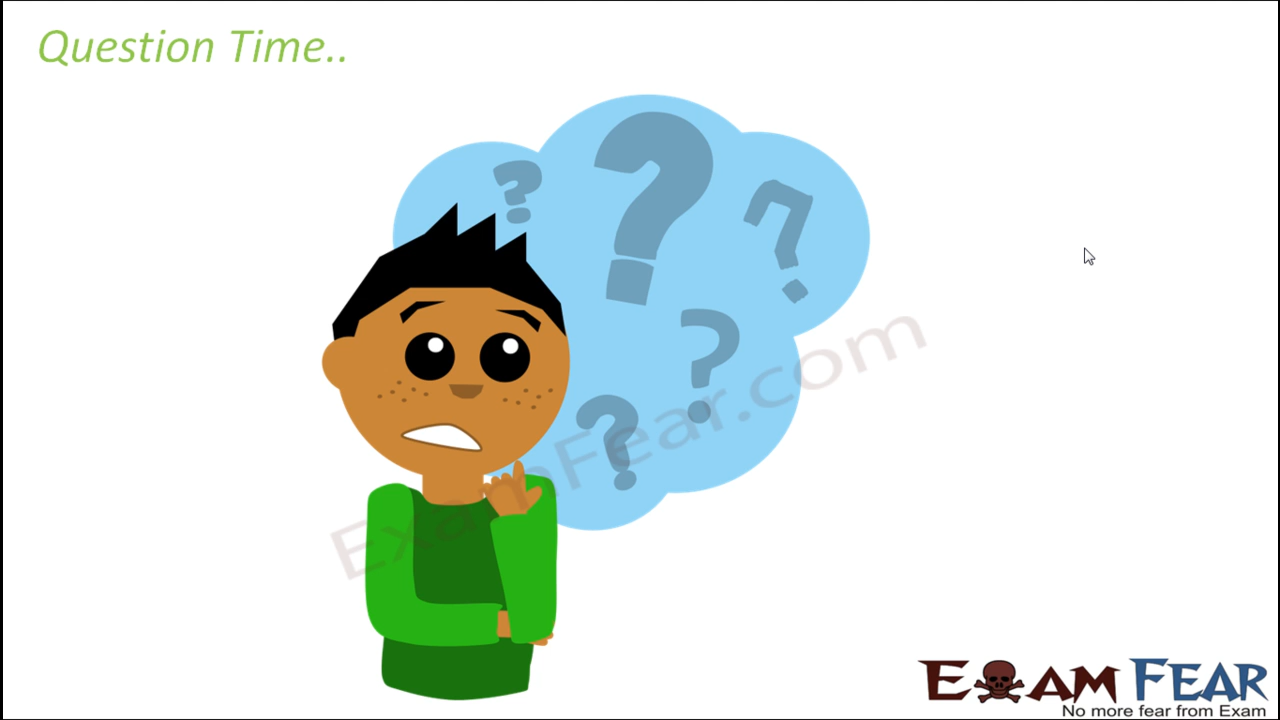 Question Time..
? ? ?
?
?
ExamFear.com
EXAM FEAR
No more fear from Exam